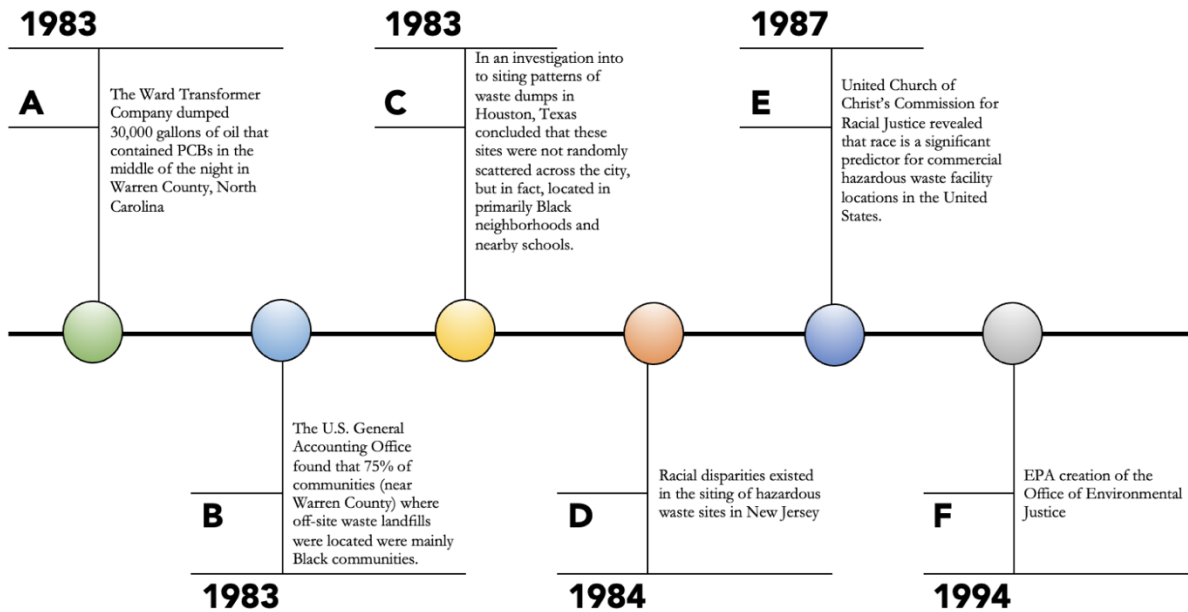 1983
A
The Ward Transformer
Company dumped
30,000 gallons of oil that
contained PCBs in the
middle of the night in
Warren County, North
Carolina
B
The U.S. General
Accounting Office
found that 75% of
communities (near
Warren County) where
off-site waste landfills
were located were mainly
Black communities.
1983
1983
C
In an investigation into
to siting patterns of
waste dumps in
Houston, Texas
concluded that these
sites were not randomly
scattered across the city,
but in fact, located in
primarily Black
neighborhoods and
nearby schools.
D
Racial disparities existed
in the siting of hazardous
waste sites in New Jersey
1984
1987
E
United Church of
Christ’s Commission for
Racial Justice revealed
that race is a significant
predictor for commercial
hazardous waste facility
locations in the United
States.
F
EPA creation of the
Office of Environmental
Justice
1994